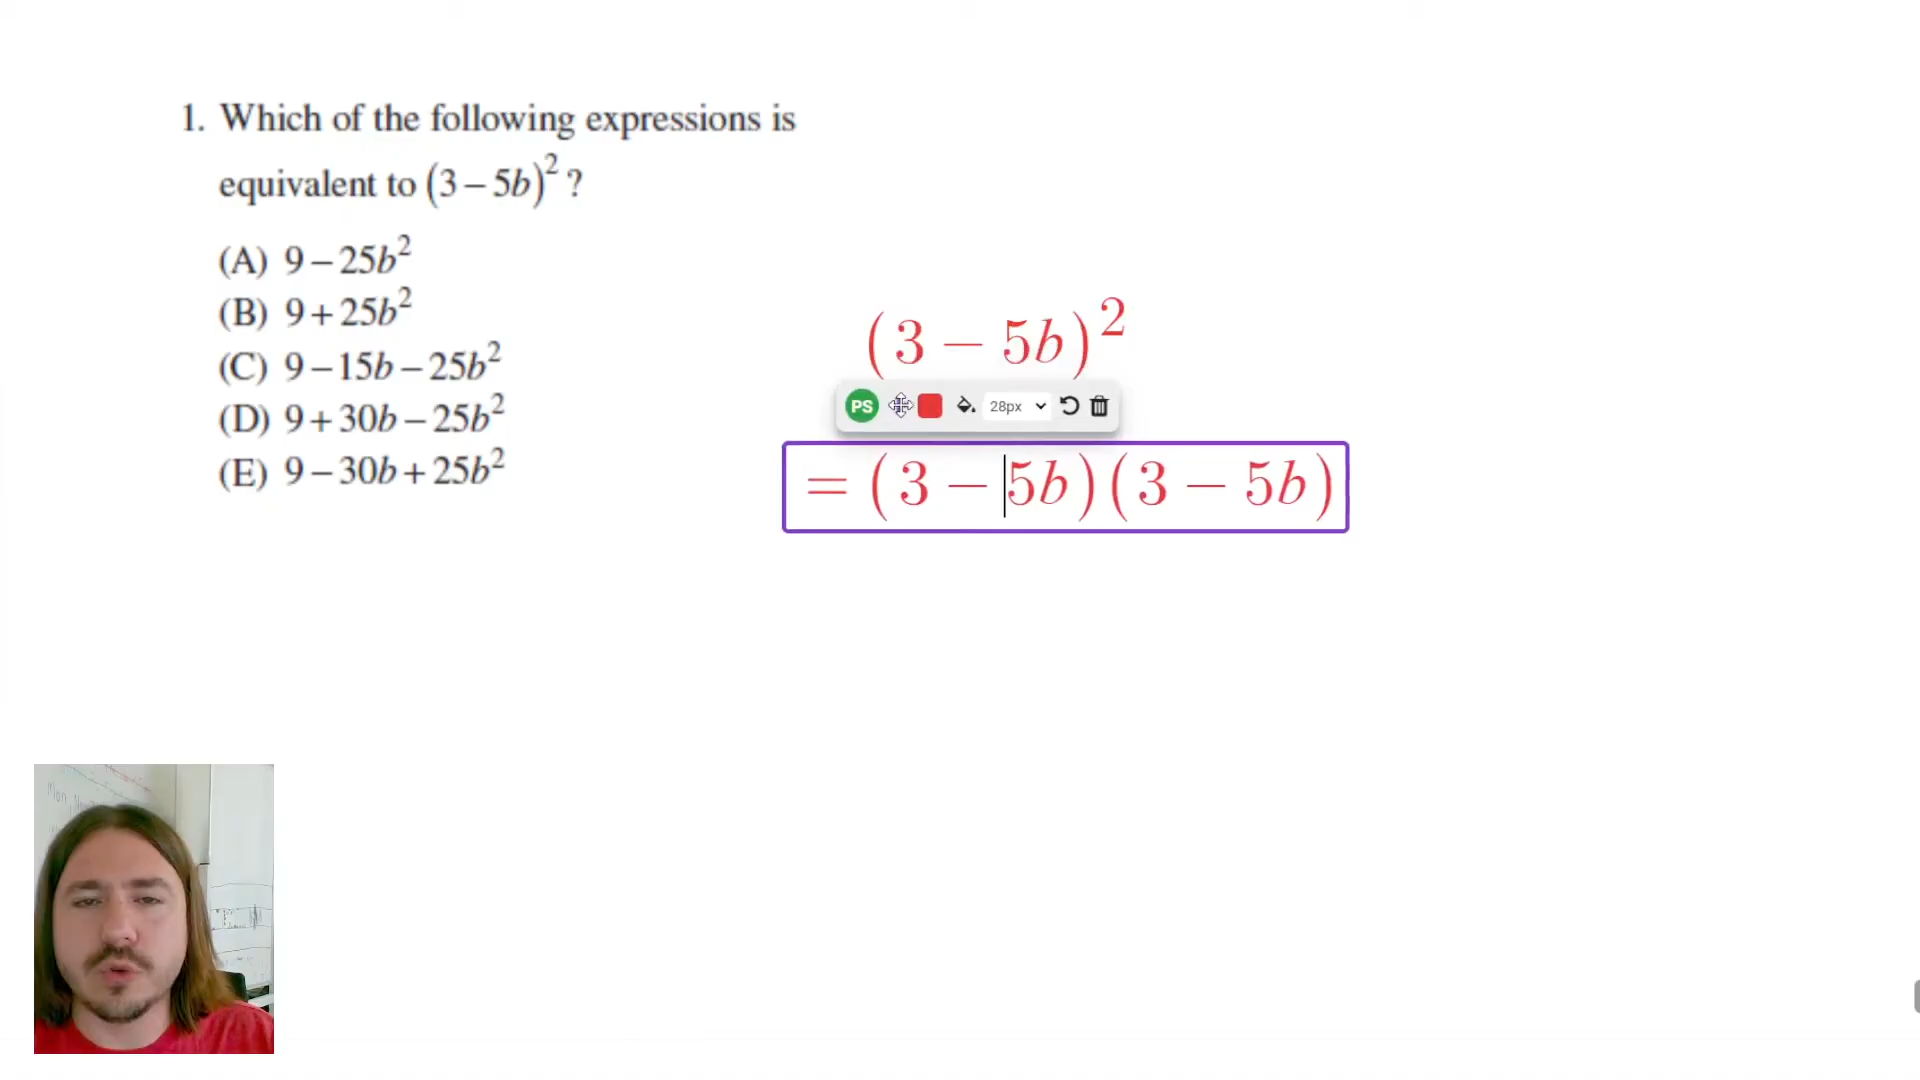 1. Which of the following expressions is
equivalent to (3 – 5b)² ?
(A) 9 – 25b²
(B) 9 + 25b²
(C) 9 – 15b – 25b²
(D) 9 + 30b – 25b²
(E) 9 – 30b + 25b²
(3 − 5b)²
PS 28px
= (3 − 5b)(3 − 5b)
Mon